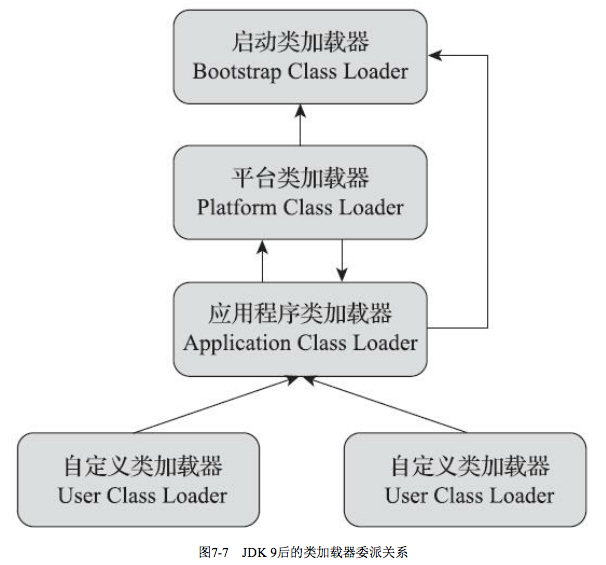 启动类加载器
Bootstrap Class Loader
平台类加载器
Platform Class Loader
应用程序类加载器
Application Class Loader
自定义类加载器
User Class Loader
自定义类加载器
User Class Loader
图7-7 JDK 9后的类加载器委派关系